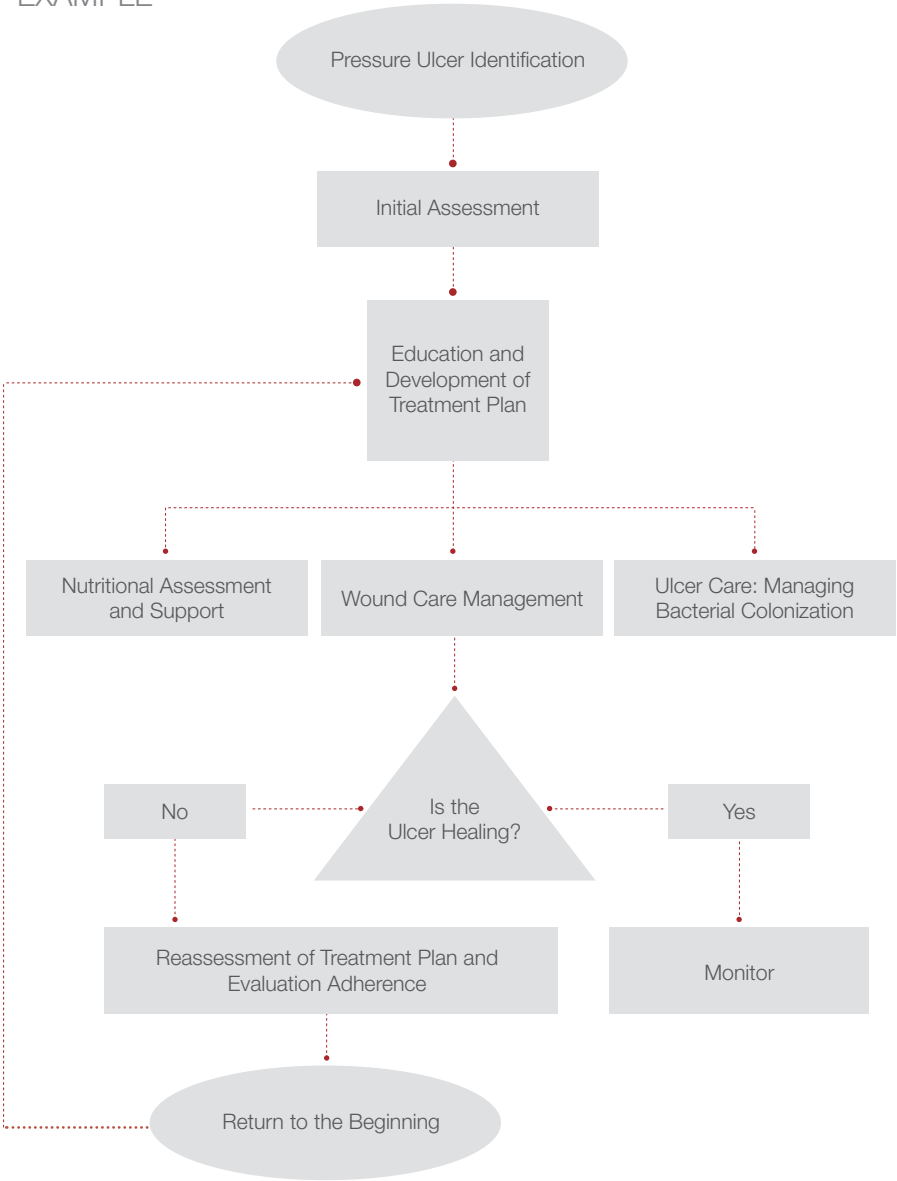 EXAMPLE
Pressure Ulcer Identification
Initial Assessment
Education and
Development of
Treatment Plan
Nutritional Assessment
and Support
Wound Care Management
Ulcer Care: Managing
Bacterial Colonization
Is the
Ulcer Healing?
No
Yes
Reassessment of Treatment Plan and
Evaluation Adherence
Monitor
Return to the Beginning